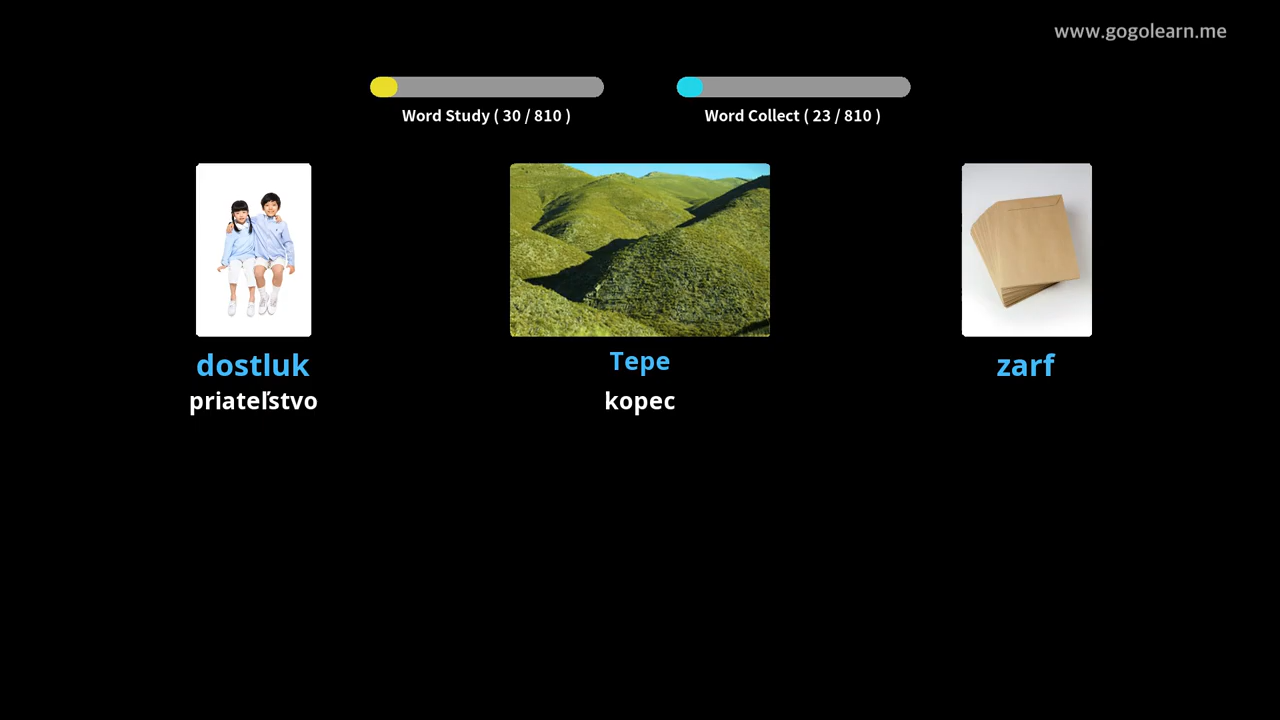 www.gogolearn.me
Word Study ( 30 / 810 )
Word Collect ( 23 / 810 )
dostluk
priateľstvo
Tepe
kopec
zarf